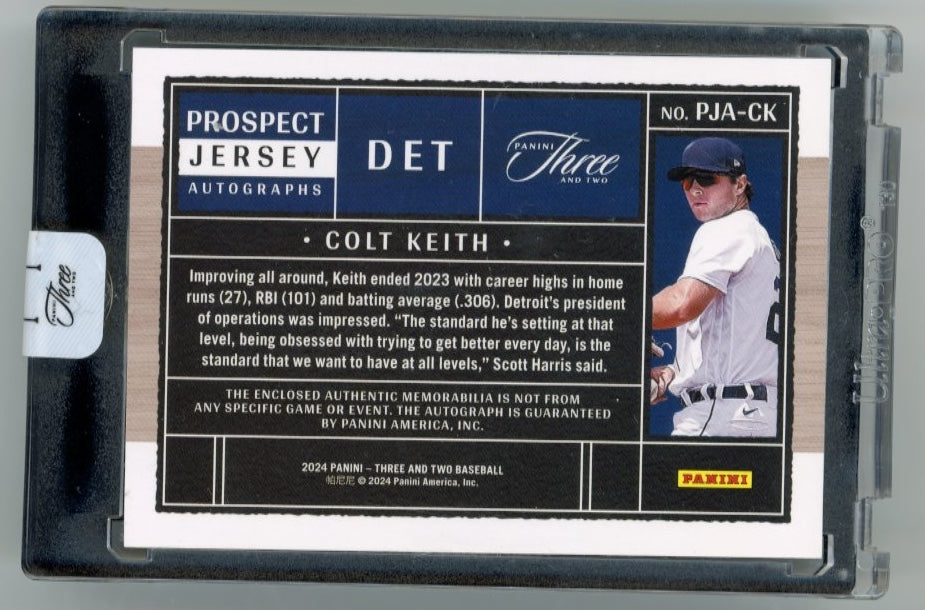 PROSPECT
JERSEY
AUTOGRAPHS
DET
PANINI
Three
AND TWO
NO. PJA-CK
• COLT KEITH •
Improving all around, Keith ended 2023 with career highs in home
runs (27), RBI (101) and batting average (.306). Detroit's president
of operations was impressed. “The standard he's setting at that
level, being obsessed with trying to get better every day, is the
standard that we want to have at all levels,” Scott Harris said.
THE ENCLOSED AUTHENTIC MEMORABILIA IS NOT FROM
ANY SPECIFIC GAME OR EVENT. THE AUTOGRAPH IS GUARANTEED
BY PANINI AMERICA, INC.
2024 PANINI – THREE AND TWO BASEBALL
帕尼尼 © 2024 Panini America, Inc.
PANINI
PANINI
Three
AND TWO